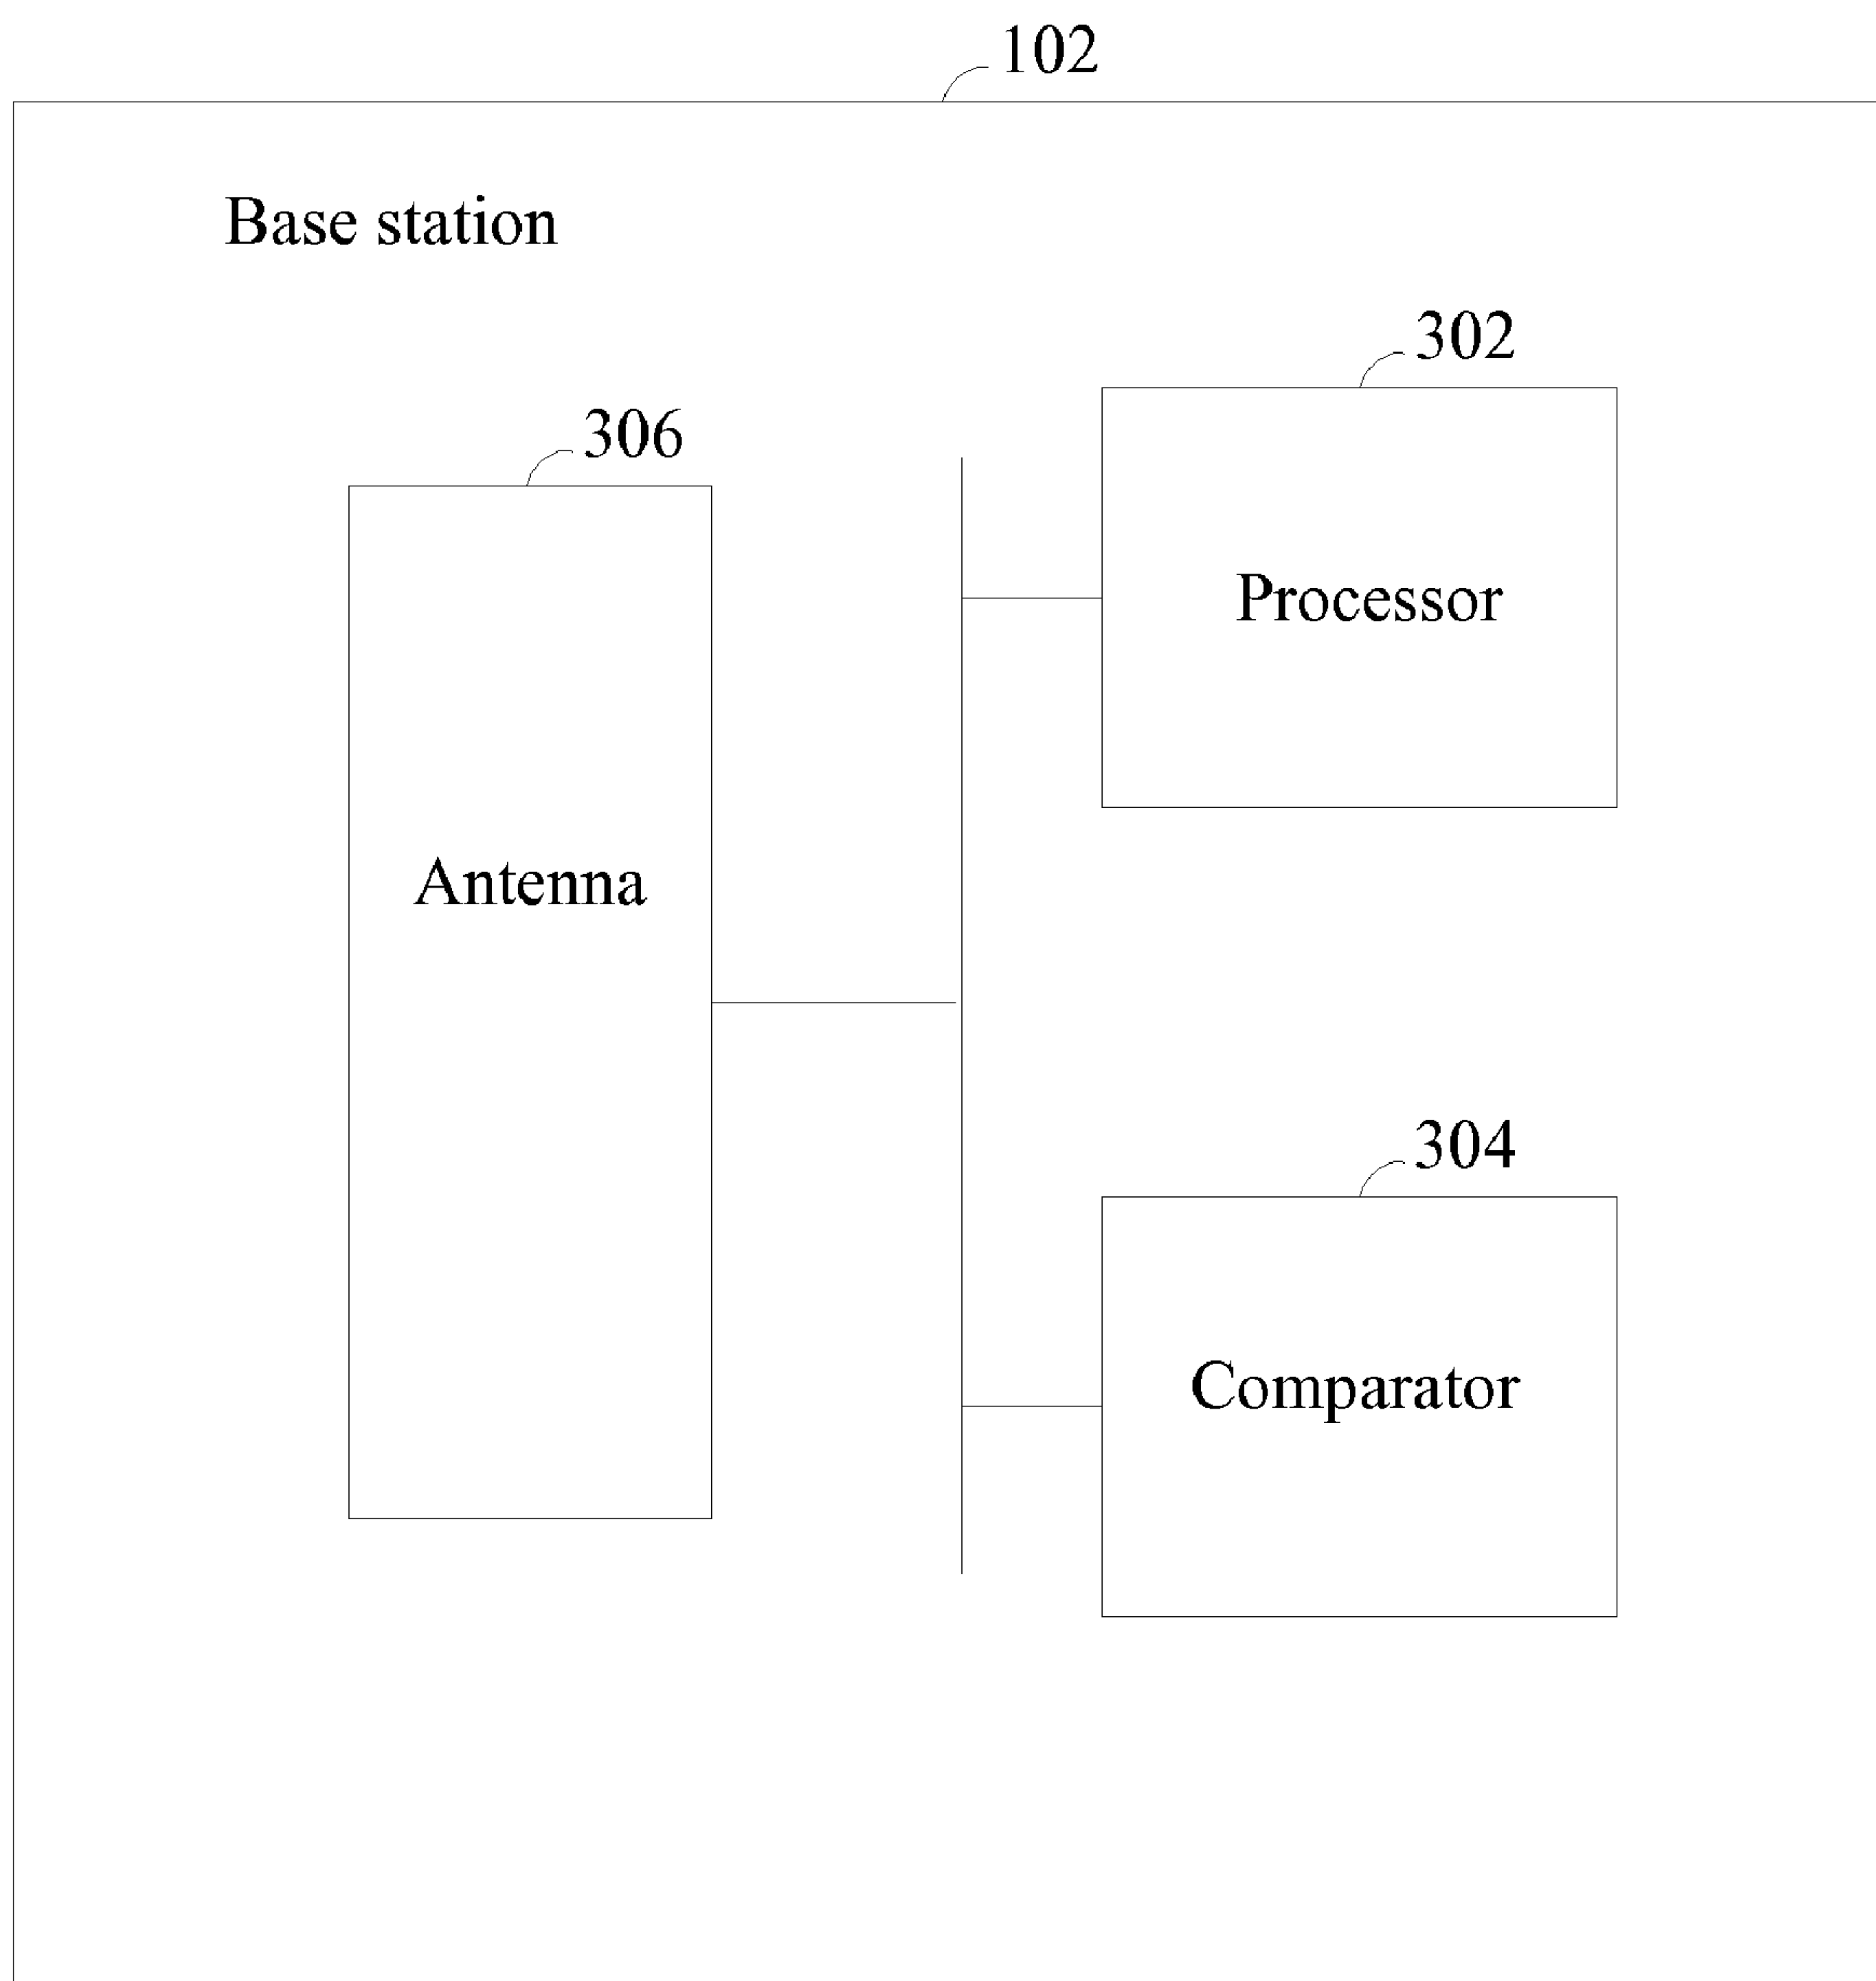 102
Base station
302
306
Processor
Antenna
304
Comparator